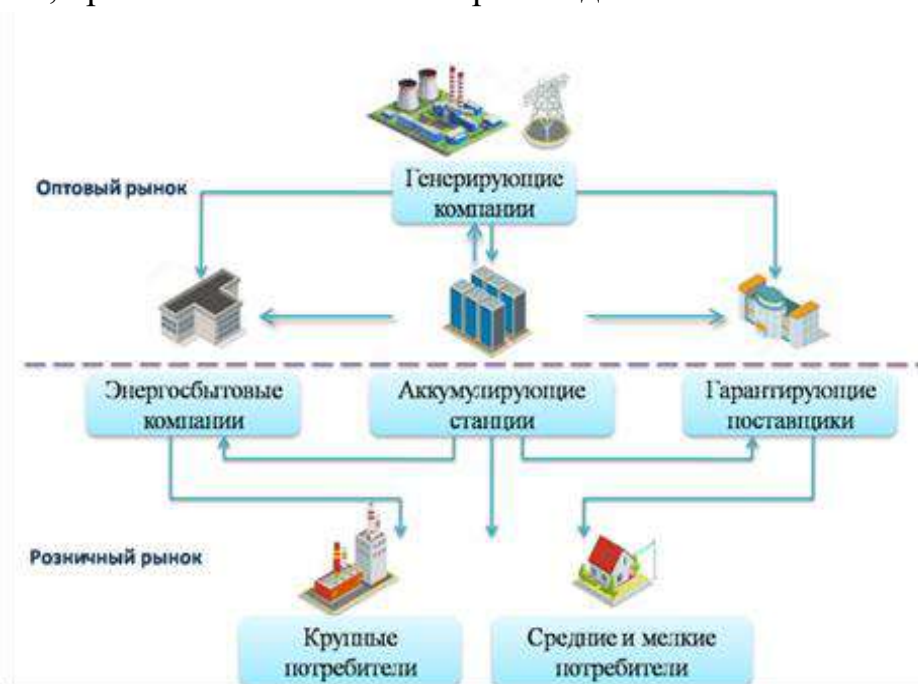 Оптовый рынок
Генерирующие
компании
Энергосбытовые
компании
Аккумулирующие
станции
Гарантирующие
поставщики
Розничный рынок
Крупные
потребители
Средние и мелкие
потребители